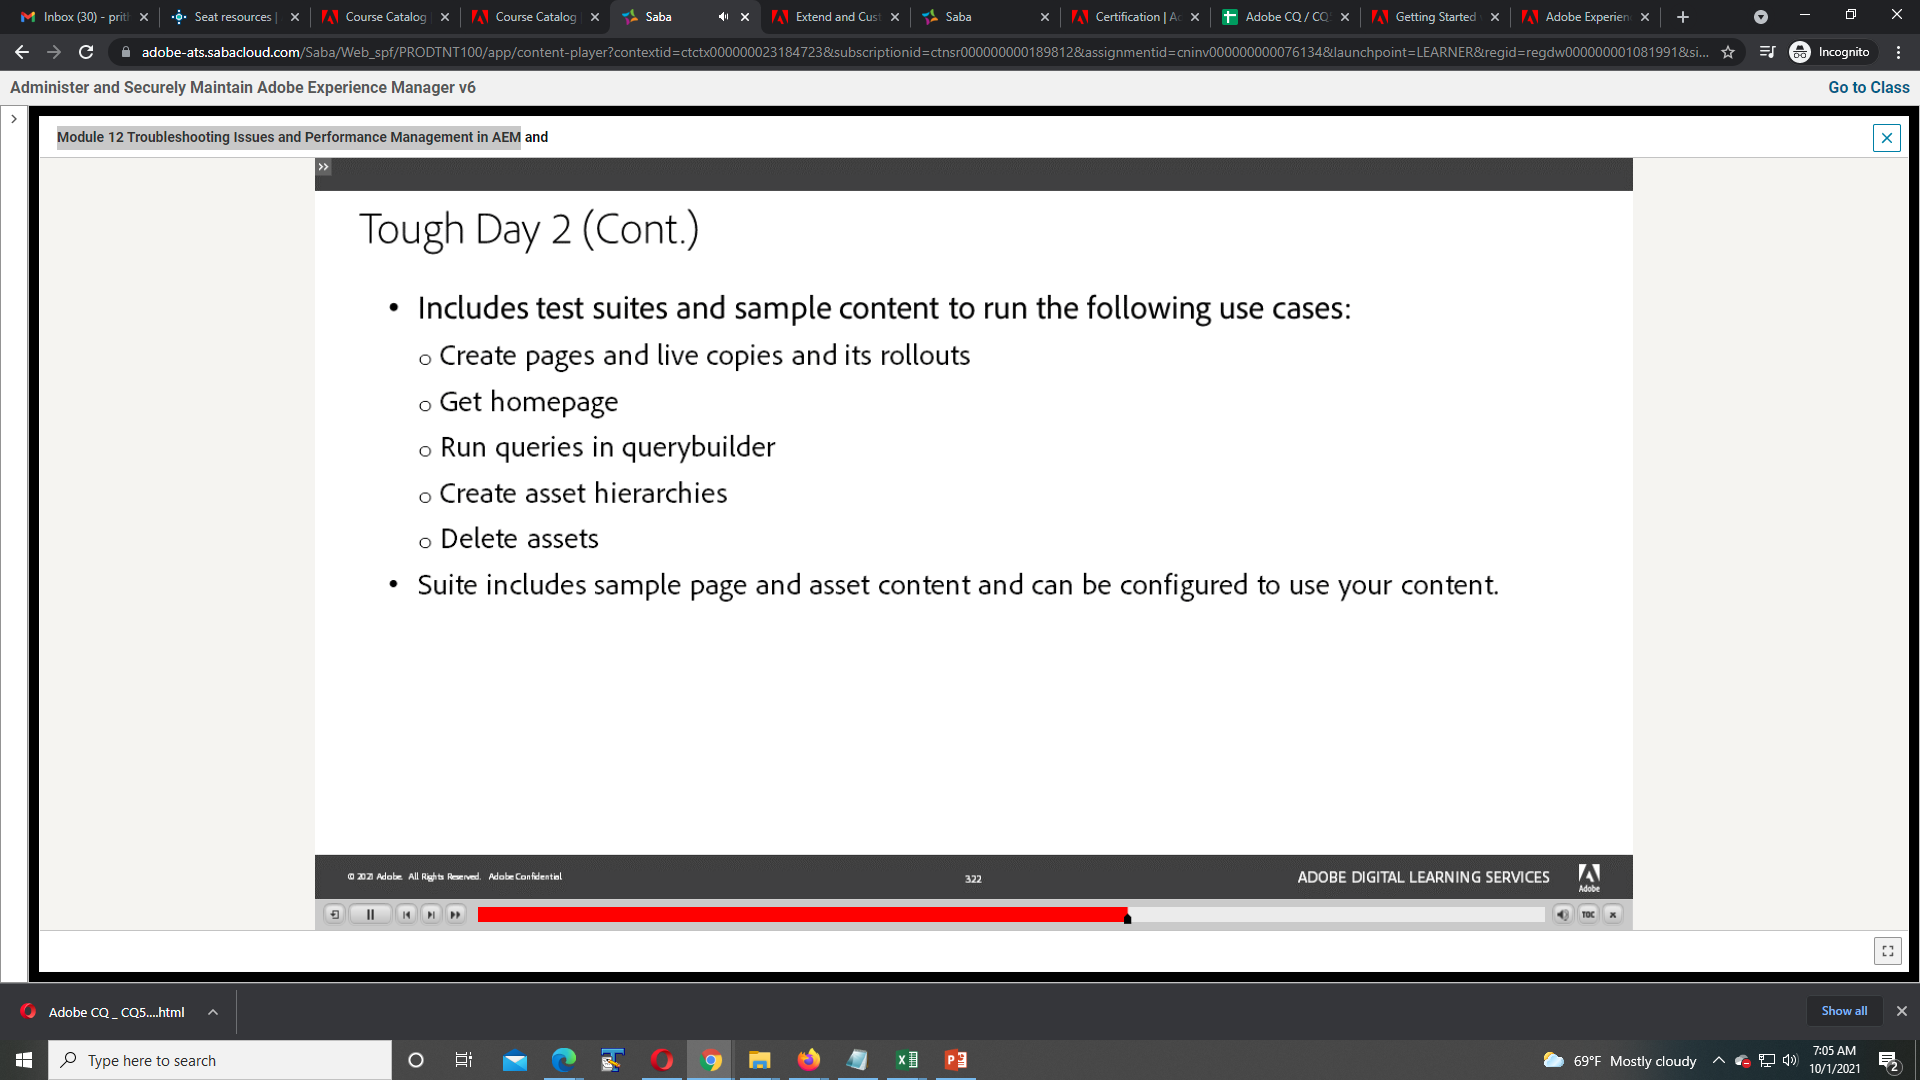 Inbox (30) - prit
Seat resources |
Course Catalog |
Course Catalog |
Saba
Extend and Cust
Saba
Certification | Ad
Adobe CQ / CQ5
Getting Started
Adobe Experien
adobe-ats.sabacloud.com/Saba/Web_spf/PRODTNT100/app/content-player?contextid=ctctx000000023184723&subscriptionid=ctnsr0000000000189812&assignmentid=cninv000000000076134&launchpoint=LEARNER&regid=regdw000000001081991&si...
Incognito
Administer and Securely Maintain Adobe Experience Manager v6
Go to Class
Module 12 Troubleshooting Issues and Performance Management in AEM and
Tough Day 2 (Cont.)
• Includes test suites and sample content to run the following use cases:
o Create pages and live copies and its rollouts
o Get homepage
o Run queries in querybuilder
o Create asset hierarchies
o Delete assets
• Suite includes sample page and asset content and can be configured to use your content.
© 2021 Adobe. All Rights Reserved. Adobe Confidential
322
ADOBE DIGITAL LEARNING SERVICES
Adobe
TOC
Adobe CQ _ CQ5....html
Show all
Type here to search
69°F Mostly cloudy
7:05 AM
10/1/2021
2